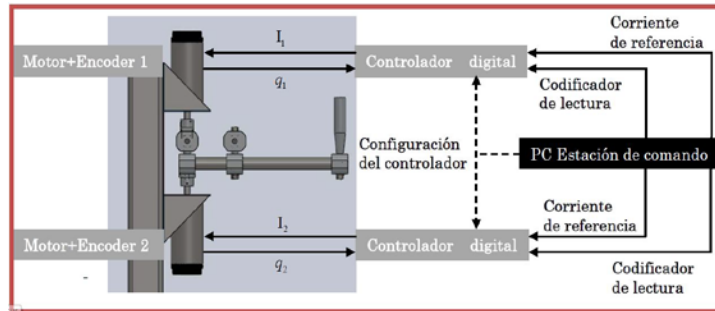 Corriente
de referencia
I₁
Motor+Encoder 1
Controlador digital
q₁
Codificador
de lectura
Configuración
del controlador
PC Estación de comando
Corriente
de referencia
I₂
Motor+Encoder 2
Controlador digital
q₂
Codificador
de lectura